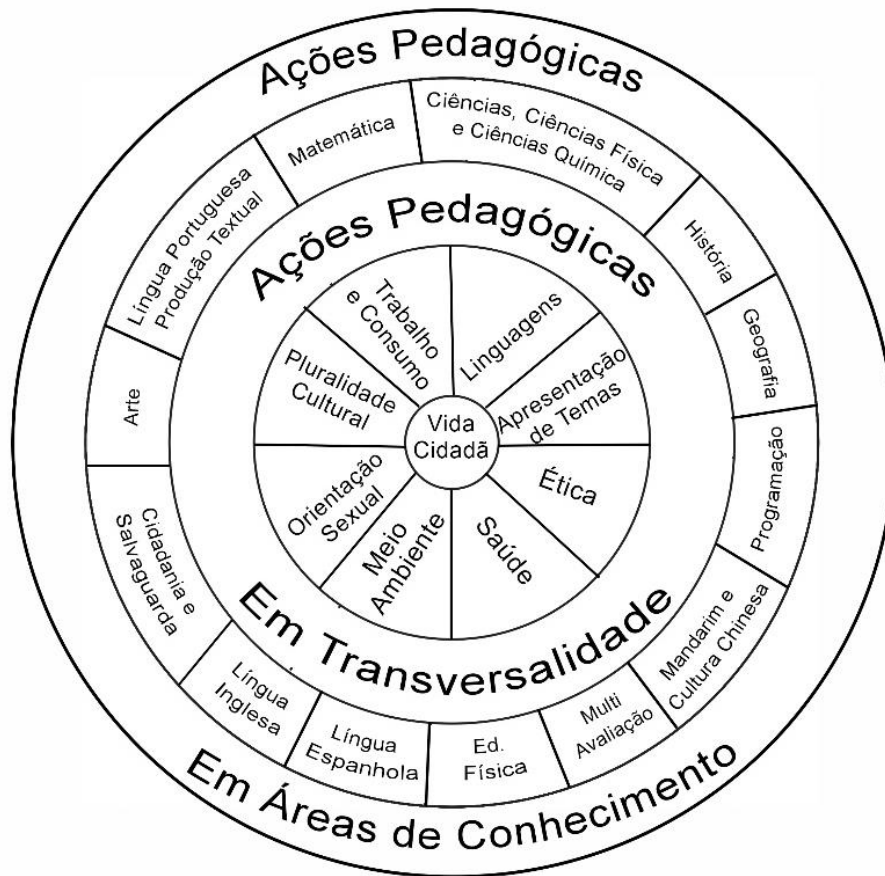 Ações Pedagógicas
Matemática
Ciências, Ciências Física
e Ciências Química
História
Geografia
Programação
Mandarim e
Cultura Chinesa
Multi
Avaliação
Ed.
Física
Língua
Espanhola
Língua
Inglesa
Cidadania e
Salvaguarda
Arte
Língua Portuguesa
Produção Textual
Ações Pedagógicas
Trabalho
e Consumo
Linguagens
Apresentação
de Temas
Ética
Saúde
Meio
Ambiente
Orientação
Sexual
Pluralidade
Cultural
Vida
Cidadã
Em Transversalidade
Em Áreas de Conhecimento